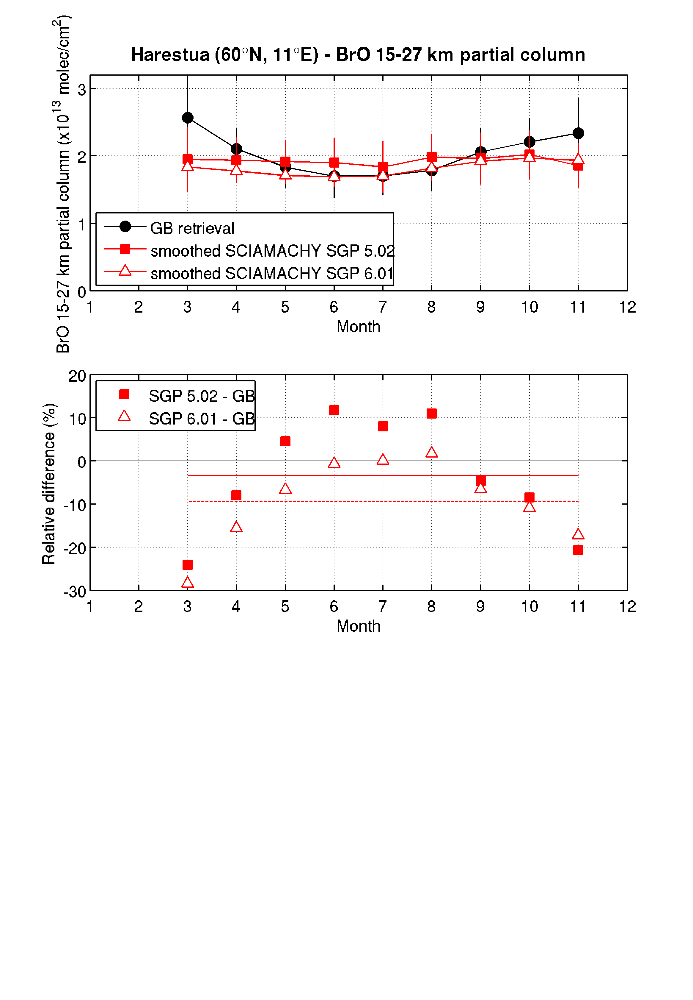 Harestua (60°N, 11°E) - BrO 15-27 km partial column
BrO 15-27 km partial column (x10^13 molec/cm^2)
3
2
1
0
GB retrieval
smoothed SCIAMACHY SGP 5.02
smoothed SCIAMACHY SGP 6.01
1 2 3 4 5 6 7 8 9 10 11 12
Month
Relative difference (%)
20
10
0
-10
-20
-30
SGP 5.02 - GB
SGP 6.01 - GB
1 2 3 4 5 6 7 8 9 10 11 12
Month